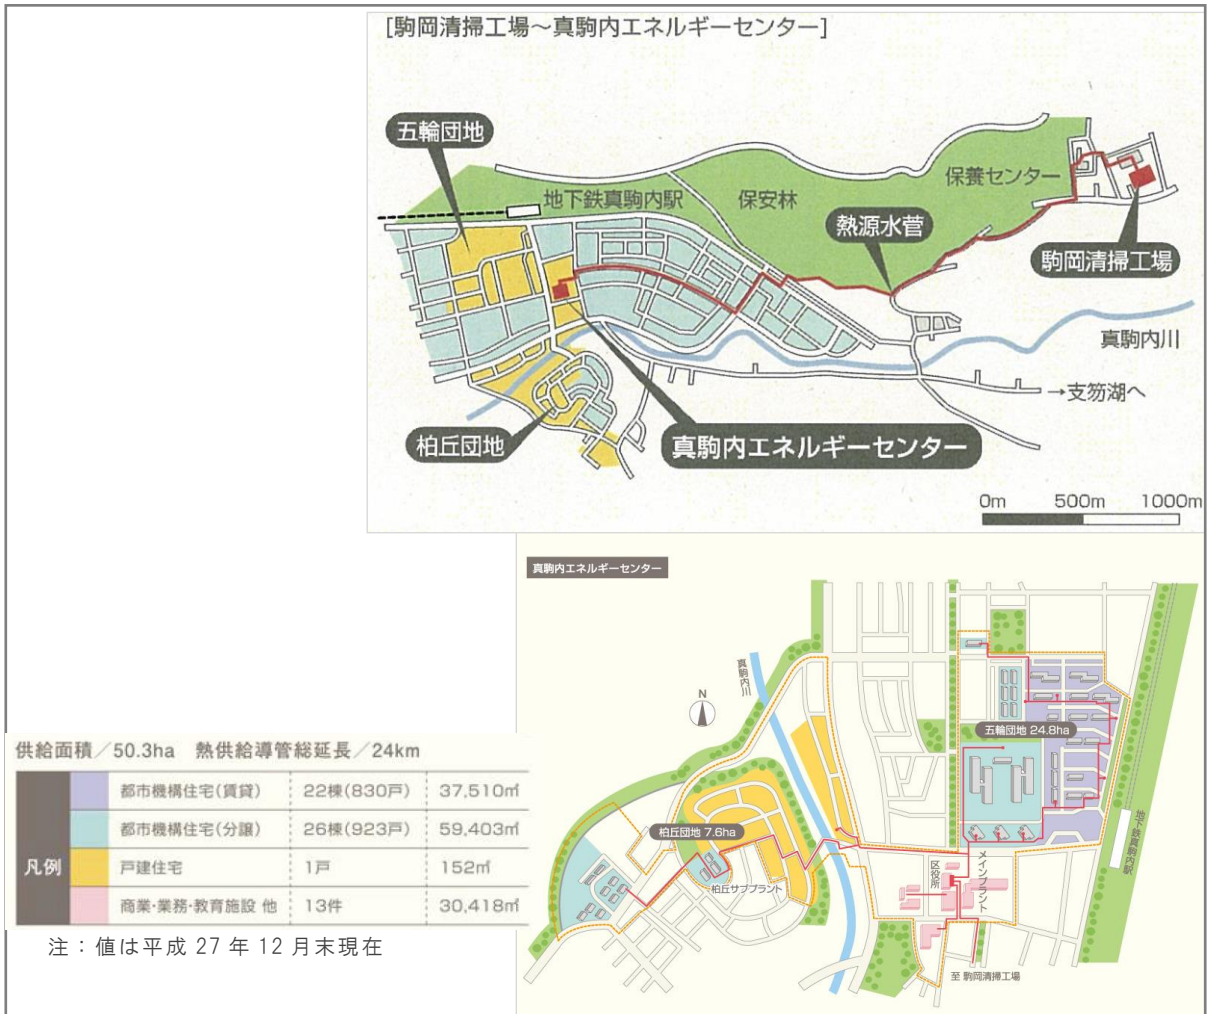 [駒岡清掃工場～真駒内エネルギーセンター]
五輪団地
地下鉄真駒内駅
保安林
保養センター
熱源水菅
駒岡清掃工場
真駒内川
→支笏湖へ
柏丘団地
真駒内エネルギーセンター
0m 500m 1000m
真駒内エネルギーセンター
真駒内川
N
五輪団地 24.8ha
地下鉄真駒内駅
柏丘団地 7.6ha
柏丘サブプラント
区役所
メインプラント
至 駒岡清掃工場
供給面積／50.3ha 熱供給導管総延長／24km
凡例
都市機構住宅(賃貸) 22棟(830戸) 37,510㎡
都市機構住宅(分譲) 26棟(923戸) 59,403㎡
戸建住宅 1戸 152㎡
商業・業務・教育施設 他 13件 30,418㎡
注：値は平成 27 年 12 月末現在